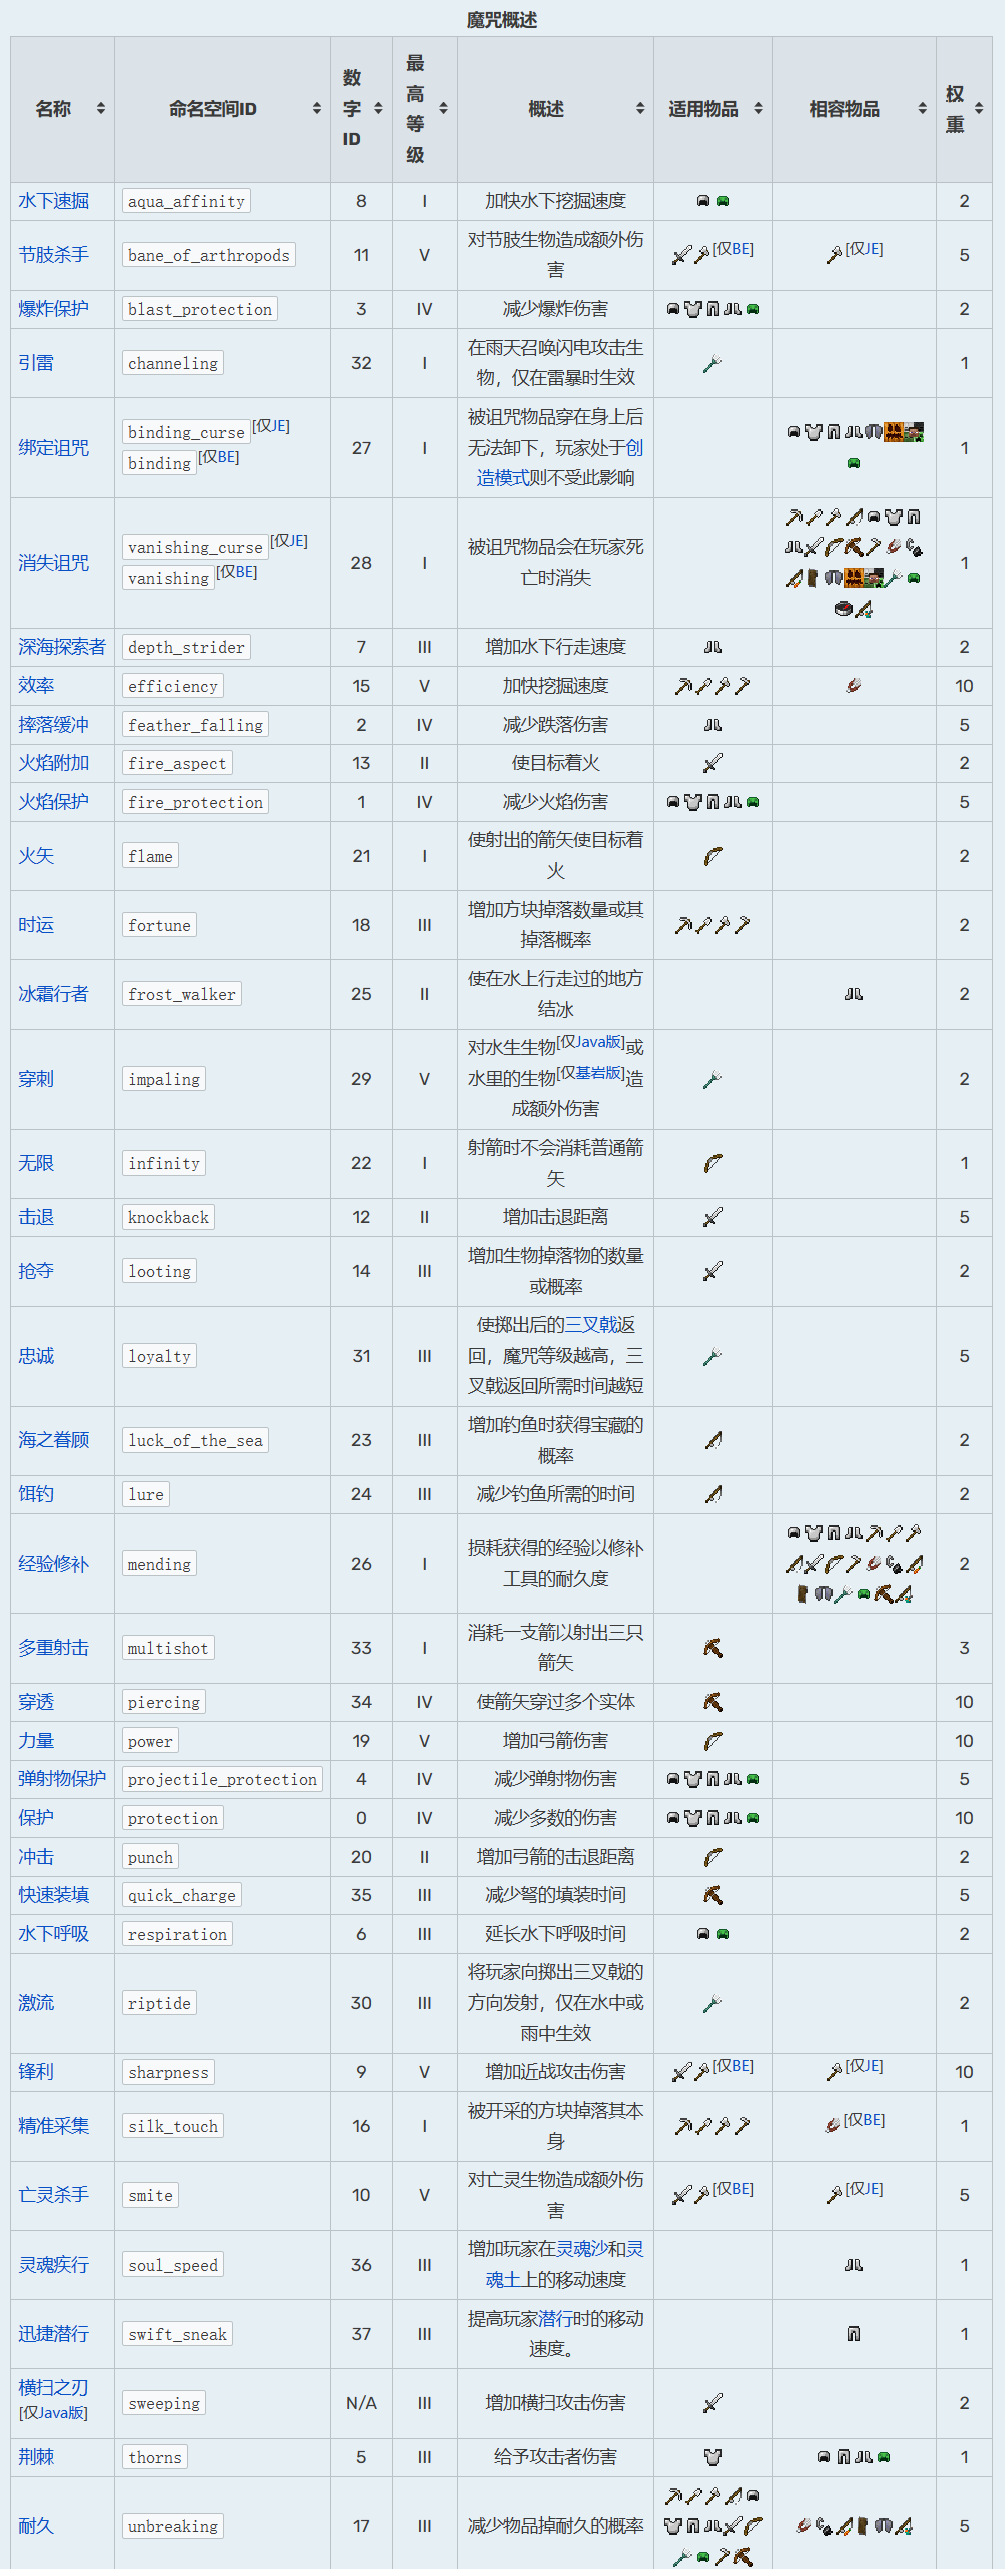 魔咒概述
名称 命名空间ID 数字ID 最高等级 概述 适用物品 相容物品 权重
水下速掘 aqua_affinity 8 I 加快水下挖掘速度 2
节肢杀手 bane_of_arthropods 11 V 对节肢生物造成额外伤害 [仅BE] [仅JE] 5
爆炸保护 blast_protection 3 IV 减少爆炸伤害 2
引雷 channeling 32 I 在雨天召唤闪电攻击生物，仅在雷暴时生效 1
绑定诅咒 binding_curse[仅JE] binding[仅BE] 27 I 被诅咒物品穿在身上后无法卸下，玩家处于创造模式则不受此影响 1
消失诅咒 vanishing_curse[仅JE] vanishing[仅BE] 28 I 被诅咒物品会在玩家死亡时消失 1
深海探索者 depth_strider 7 III 增加水下行走速度 2
效率 efficiency 15 V 加快挖掘速度 10
摔落缓冲 feather_falling 2 IV 减少跌落伤害 5
火焰附加 fire_aspect 13 II 使目标着火 2
火焰保护 fire_protection 1 IV 减少火焰伤害 5
火矢 flame 21 I 使射出的箭矢使目标着火 2
时运 fortune 18 III 增加方块掉落数量或其掉落概率 2
冰霜行者 frost_walker 25 II 使在水上行走过的地方结冰 2
穿刺 impaling 29 V 对水生生物[仅Java版]或水里的生物[仅基岩版]造成额外伤害 2
无限 infinity 22 I 射箭时不会消耗普通箭矢 1
击退 knockback 12 II 增加击退距离 5
抢夺 looting 14 III 增加生物掉落物的数量或概率 2
忠诚 loyalty 31 III 使掷出后的三叉戟返回，魔咒等级越高，三叉戟返回所需时间越短 5
海之眷顾 luck_of_the_sea 23 III 增加钓鱼时获得宝藏的概率 2
饵钓 lure 24 III 减少钓鱼所需的时间 2
经验修补 mending 26 I 损耗获得的经验以修补工具的耐久度 2
多重射击 multishot 33 I 消耗一支箭以射出三只箭矢 3
穿透 piercing 34 IV 使箭矢穿过多个实体 10
力量 power 19 V 增加弓箭伤害 10
弹射物保护 projectile_protection 4 IV 减少弹射物伤害 5
保护 protection 0 IV 减少多数的伤害 10
冲击 punch 20 II 增加弓箭的击退距离 2
快速装填 quick_charge 35 III 减少弩的填装时间 5
水下呼吸 respiration 6 III 延长水下呼吸时间 2
激流 riptide 30 III 将玩家向掷出三叉戟的方向发射，仅在水中或雨中生效 2
锋利 sharpness 9 V 增加近战攻击伤害 [仅BE] [仅JE] 10
精准采集 silk_touch 16 I 被开采的方块掉落其本身 [仅BE] 1
亡灵杀手 smite 10 V 对亡灵生物造成额外伤害 [仅BE] [仅JE] 5
灵魂疾行 soul_speed 36 III 增加玩家在灵魂沙和灵魂土上的移动速度 1
迅捷潜行 swift_sneak 37 III 提高玩家潜行时的移动速度。 1
横扫之刃[仅Java版] sweeping N/A III 增加横扫攻击伤害 2
荆棘 thorns 5 III 给予攻击者伤害 1
耐久 unbreaking 17 III 减少物品掉耐久的概率 5